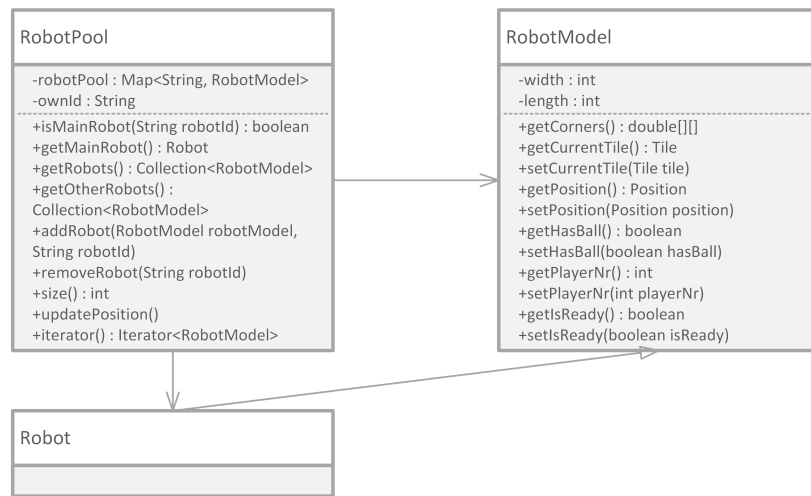 RobotPool
-robotPool : Map<String, RobotModel>
-ownId : String
+isMainRobot(String robotId) : boolean
+getMainRobot() : Robot
+getRobots() : Collection<RobotModel>
+getOtherRobots() :
Collection<RobotModel>
+addRobot(RobotModel robotModel,
String robotId)
+removeRobot(String robotId)
+size() : int
+updatePosition()
+iterator() : Iterator<RobotModel>
RobotModel
-width : int
-length : int
+getCorners() : double[][]
+getCurrentTile() : Tile
+setCurrentTile(Tile tile)
+getPosition() : Position
+setPosition(Position position)
+getHasBall() : boolean
+setHasBall(boolean hasBall)
+getPlayerNr() : int
+setPlayerNr(int playerNr)
+getIsReady() : boolean
+setIsReady(boolean isReady)
Robot